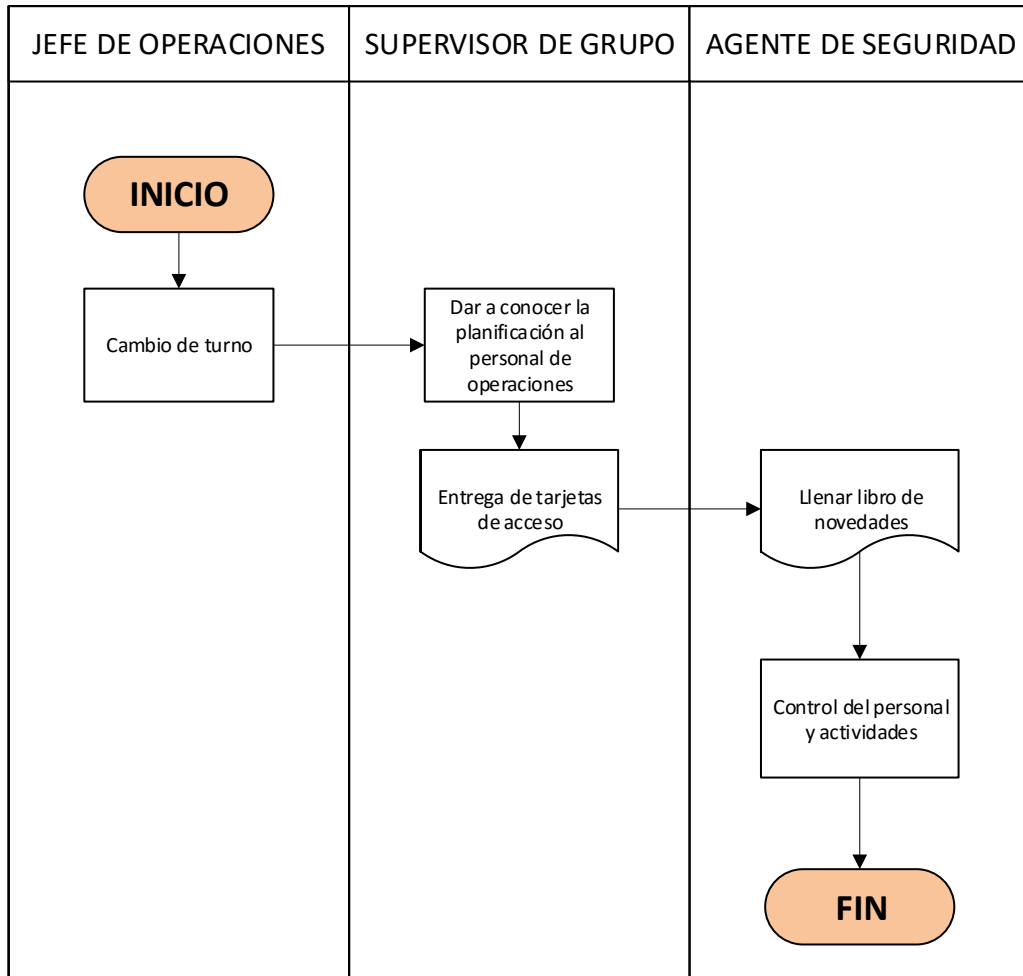 JEFE DE OPERACIONES
SUPERVISOR DE GRUPO
AGENTE DE SEGURIDAD
INICIO
Cambio de turno
Dar a conocer la
planificación al
personal de
operaciones
Entrega de tarjetas
de acceso
Llenar libro de
novedades
Control del personal
y actividades
FIN